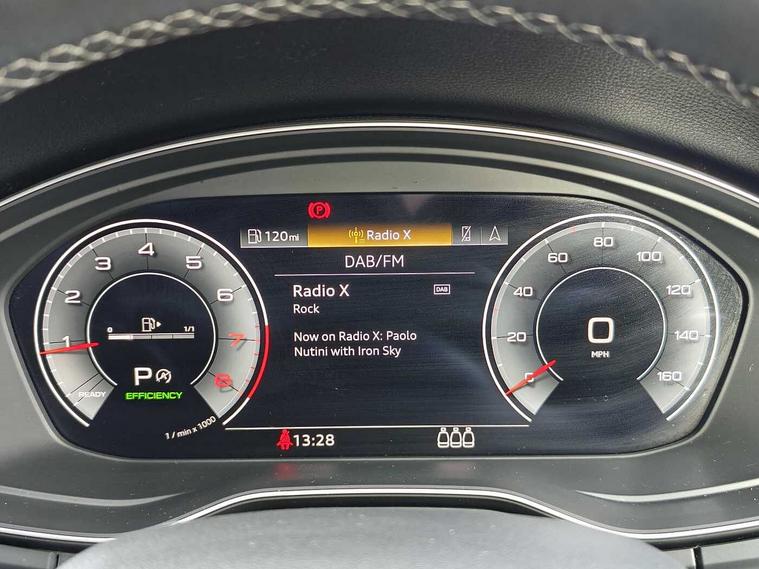 P
120 mi
Radio X
DAB/FM
Radio X
DAB
Rock
Now on Radio X: Paolo
Nutini with Iron Sky
1
2
3
4
5
6
7
8
0
1/1
P A
READY
EFFICIENCY
1 / min x 1000
0
20
40
60
80
100
120
140
160
0
MPH
13:28